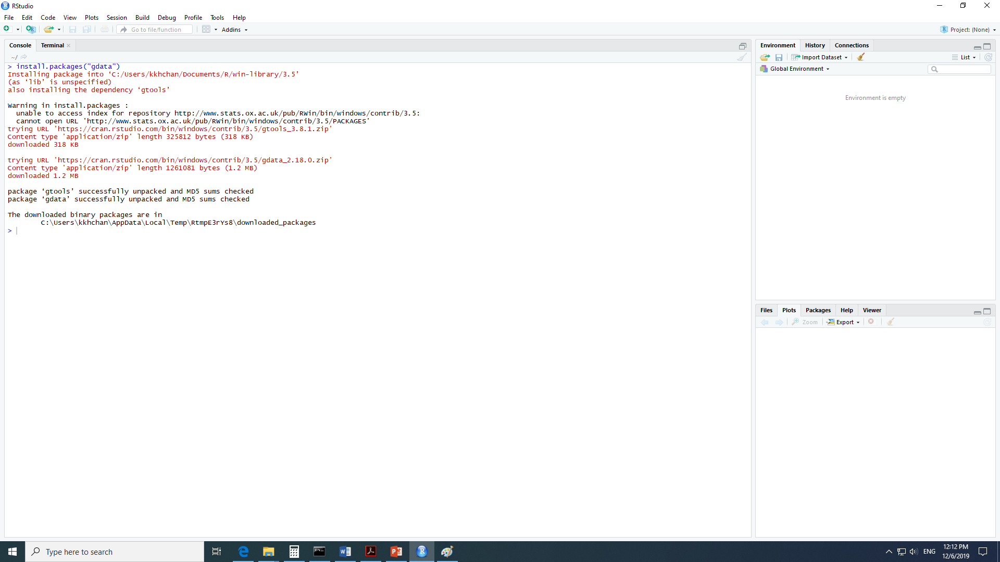 RStudio
File Edit Code View Plots Session Build Debug Profile Tools Help
Go to file/function Addins Project: (None)
Console Terminal
~/
> install.packages("gdata")
Installing package into ‘C:/Users/kkhchan/Documents/R/win-library/3.5’
(as ‘lib’ is unspecified)
also installing the dependency ‘gtools’
Warning in install.packages :
unable to access index for repository http://www.stats.ox.ac.uk/pub/RWin/bin/windows/contrib/3.5:
cannot open URL 'http://www.stats.ox.ac.uk/pub/RWin/bin/windows/contrib/3.5/PACKAGES'
trying URL 'https://cran.rstudio.com/bin/windows/contrib/3.5/gtools_3.8.1.zip'
Content type 'application/zip' length 325812 bytes (318 KB)
downloaded 318 KB
trying URL 'https://cran.rstudio.com/bin/windows/contrib/3.5/gdata_2.18.0.zip'
Content type 'application/zip' length 1261081 bytes (1.2 MB)
downloaded 1.2 MB
package ‘gtools’ successfully unpacked and MD5 sums checked
package ‘gdata’ successfully unpacked and MD5 sums checked
The downloaded binary packages are in
C:\Users\kkhchan\AppData\Local\Temp\RtmpE3rYs8\downloaded_packages
>
Environment History Connections
Import Dataset List
Global Environment
Environment is empty
Files Plots Packages Help Viewer
Zoom Export
Type here to search
ENG
12:12 PM
12/6/2019